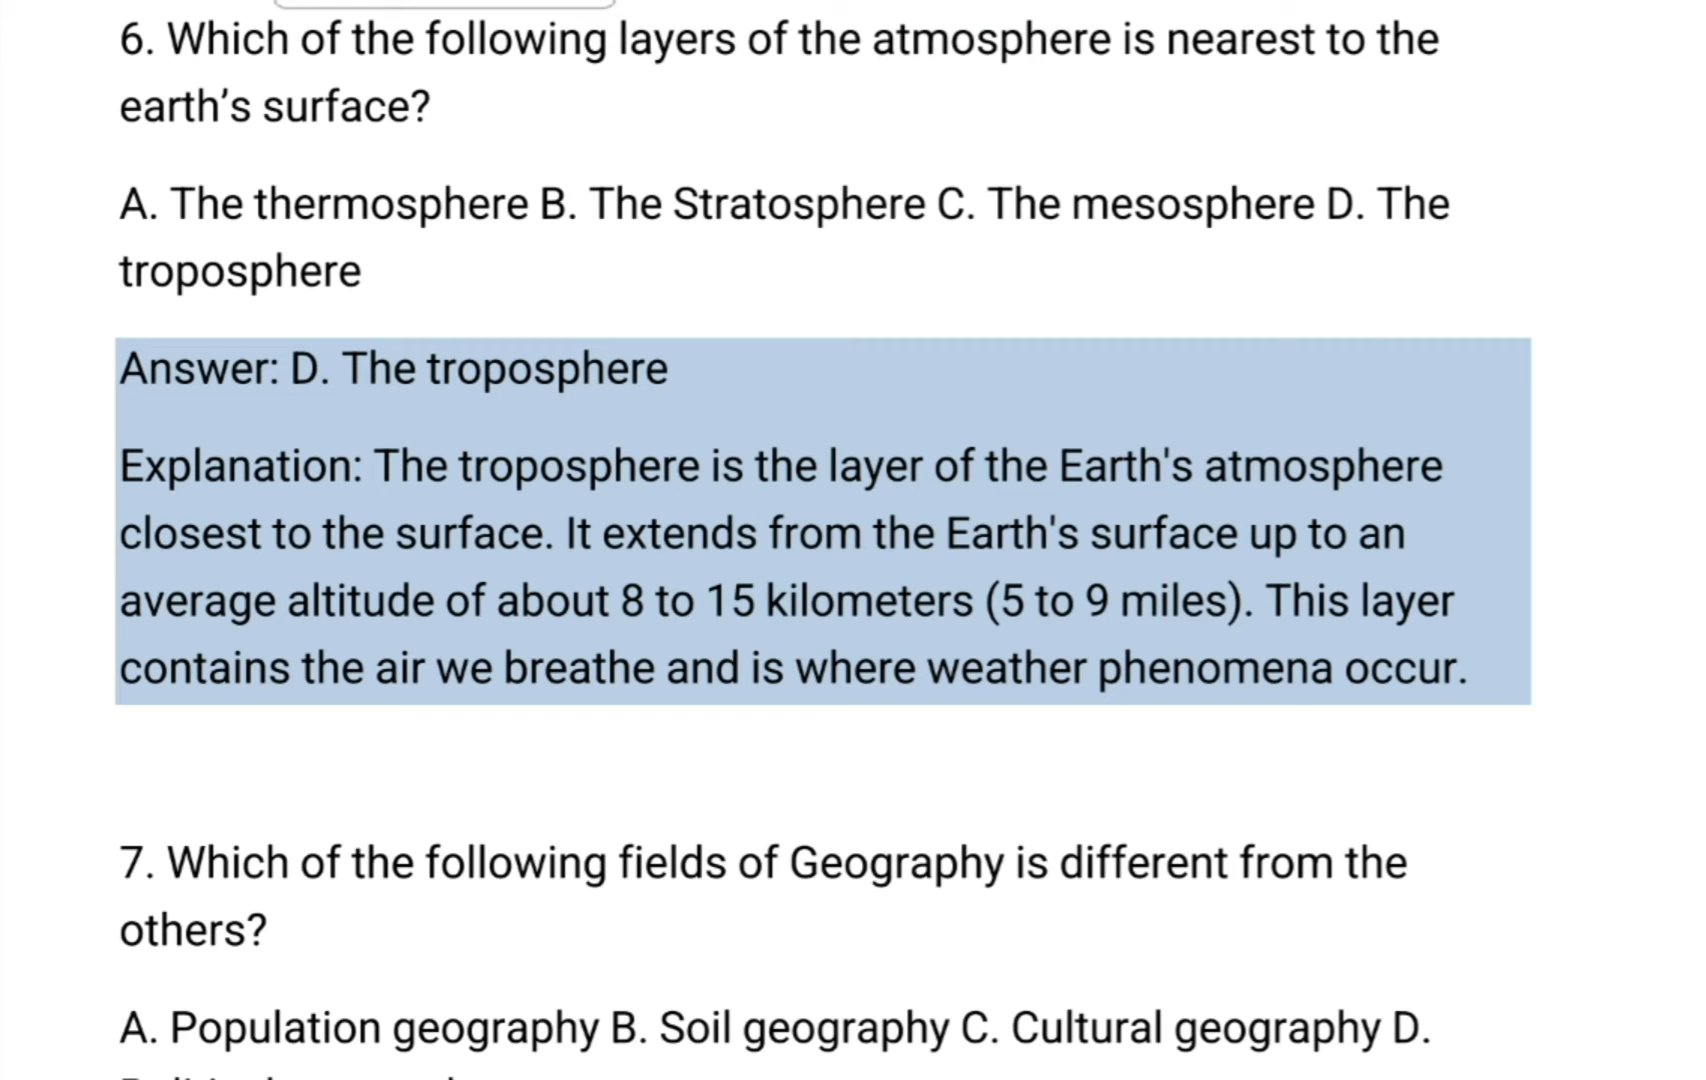 6. Which of the following layers of the atmosphere is nearest to the
earth’s surface?
A. The thermosphere B. The Stratosphere C. The mesosphere D. The
troposphere
Answer: D. The troposphere
Explanation: The troposphere is the layer of the Earth's atmosphere
closest to the surface. It extends from the Earth's surface up to an
average altitude of about 8 to 15 kilometers (5 to 9 miles). This layer
contains the air we breathe and is where weather phenomena occur.
7. Which of the following fields of Geography is different from the
others?
A. Population geography B. Soil geography C. Cultural geography D.